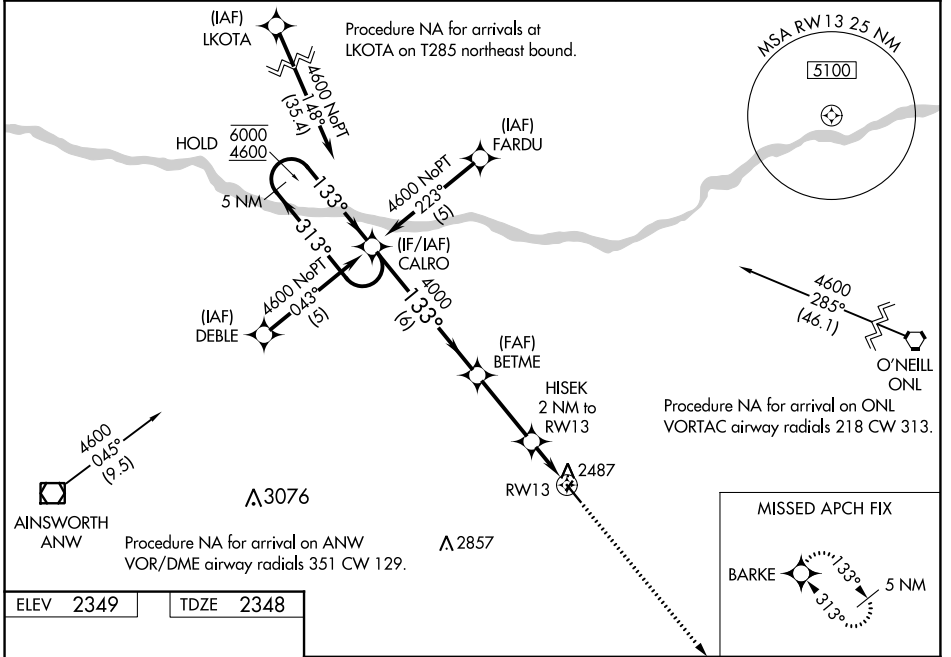 (IAF)
LKOTA
Procedure NA for arrivals at
LKOTA on T285 northeast bound.
MSA RW13 25 NM
5100
4600 NoPT
148°
(35.4)
HOLD
6000
4600
5 NM
133°
313°
(IAF)
FARDU
4600 NoPT
223°
(5)
(IF/IAF)
CALRO
4600 NoPT
043°
(5)
(IAF)
DEBLE
4000
133°
(6)
(FAF)
BETME
4600
285°
(46.1)
O'NEILL
ONL
HISEK
2 NM to
RW13
Procedure NA for arrival on ONL
VORTAC airway radials 218 CW 313.
2487
RW13
4600
045°
(9.5)
AINSWORTH
ANW
3076
2857
Procedure NA for arrival on ANW
VOR/DME airway radials 351 CW 129.
MISSED APCH FIX
BARKE
133°
313°
5 NM
ELEV 2349
TDZE 2348